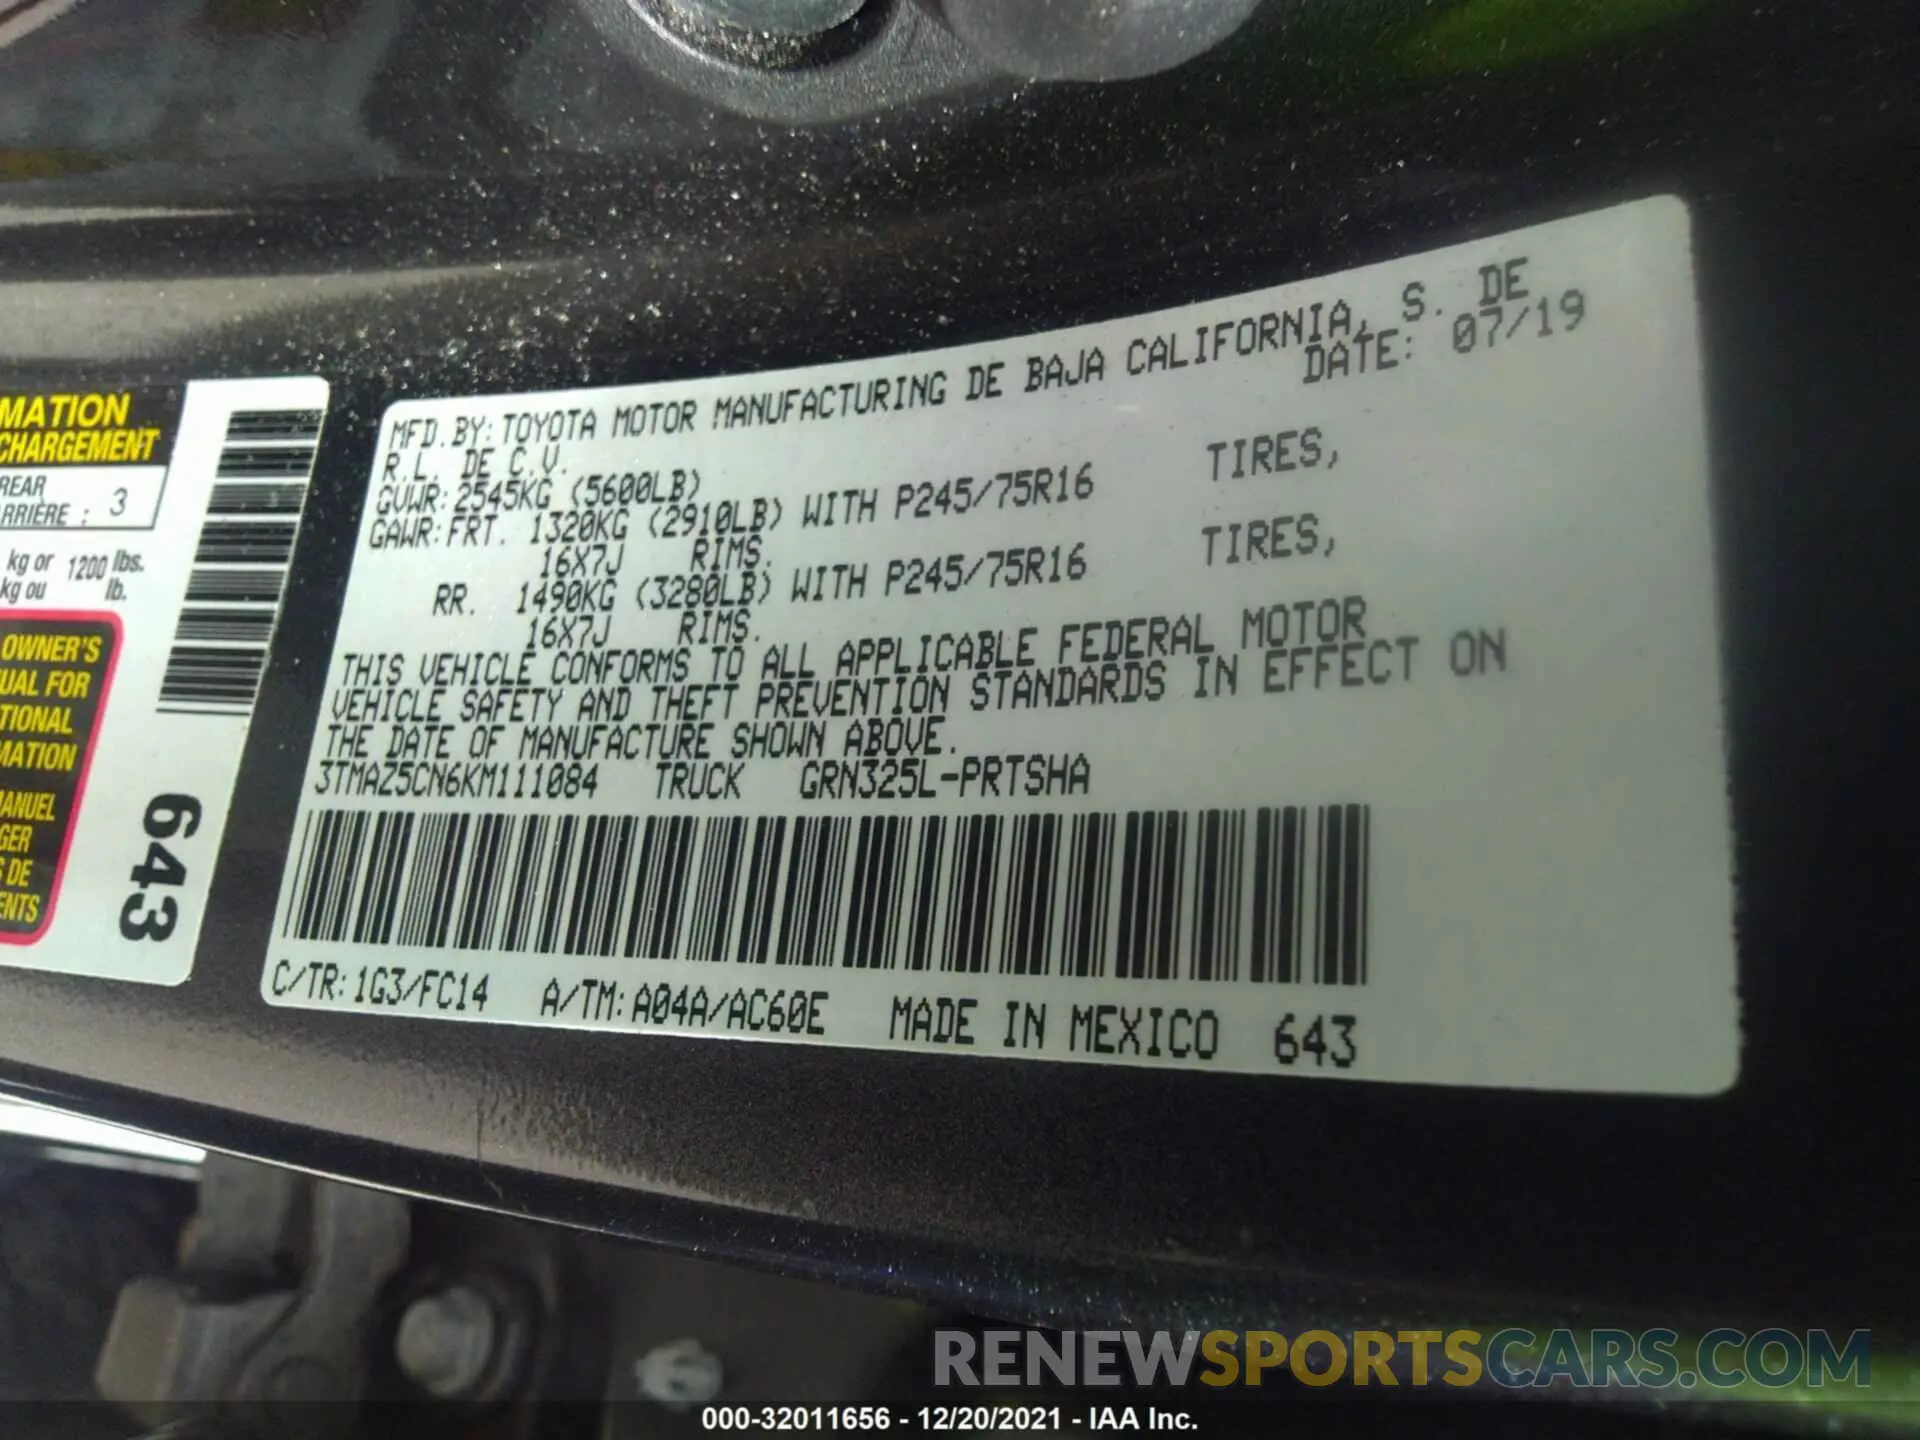 MATION
CHARGEMENT
REAR
ARRIÈRE : 3
kg or 1200 lbs.
kg ou lb.
OWNER'S
UAL FOR
TIONAL
MATION
MANUEL
GER
S DE
ENTS
643
MFD.BY:TOYOTA MOTOR MANUFACTURING DE BAJA CALIFORNIA, S. DE
R.L. DE C.V. DATE: 07/19
GVWR:2545KG (5600LB)
GAWR:FRT. 1320KG (2910LB) WITH P245/75R16 TIRES,
16X7J RIMS.
RR. 1490KG (3280LB) WITH P245/75R16 TIRES,
16X7J RIMS.
THIS VEHICLE CONFORMS TO ALL APPLICABLE FEDERAL MOTOR
VEHICLE SAFETY AND THEFT PREVENTION STANDARDS IN EFFECT ON
THE DATE OF MANUFACTURE SHOWN ABOVE.
3TMAZ5CN6KM111084 TRUCK GRN325L-PRTSHA
C/TR:1G3/FC14 A/TM:A04A/AC60E MADE IN MEXICO 643
RENEWSPORTSCARS.COM
000-32011656 - 12/20/2021 - IAA Inc.